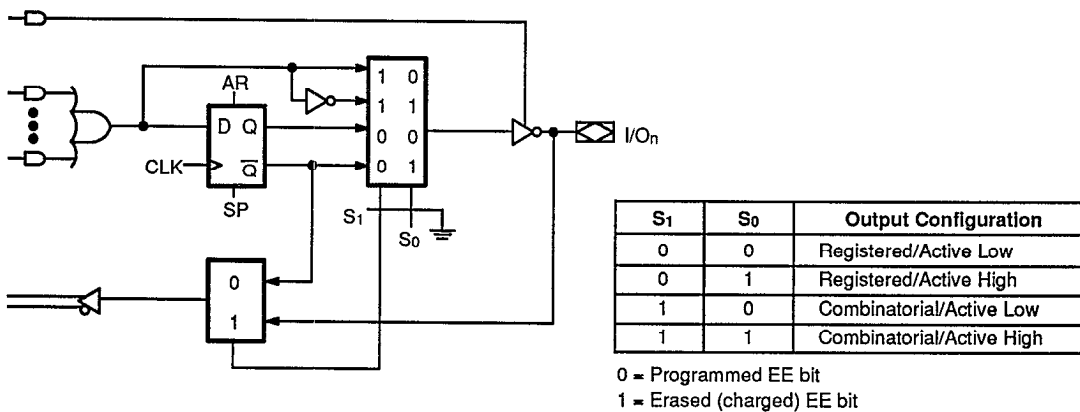 1 0
AR
1 1
D Q
0 0
I/On
CLK
Q
0 1
SP
S1
S0
0
1
S1 S0 Output Configuration
0 0 Registered/Active Low
0 1 Registered/Active High
1 0 Combinatorial/Active Low
1 1 Combinatorial/Active High
0 = Programmed EE bit
1 = Erased (charged) EE bit